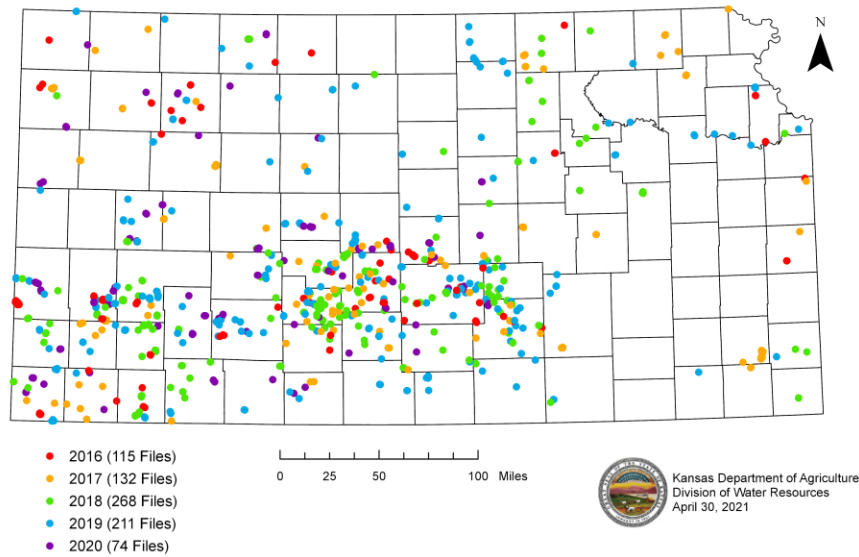 N
2016 (115 Files)
2017 (132 Files)
2018 (268 Files)
2019 (211 Files)
2020 (74 Files)
0 25 50 100 Miles
Kansas Department of Agriculture
Division of Water Resources
April 30, 2021